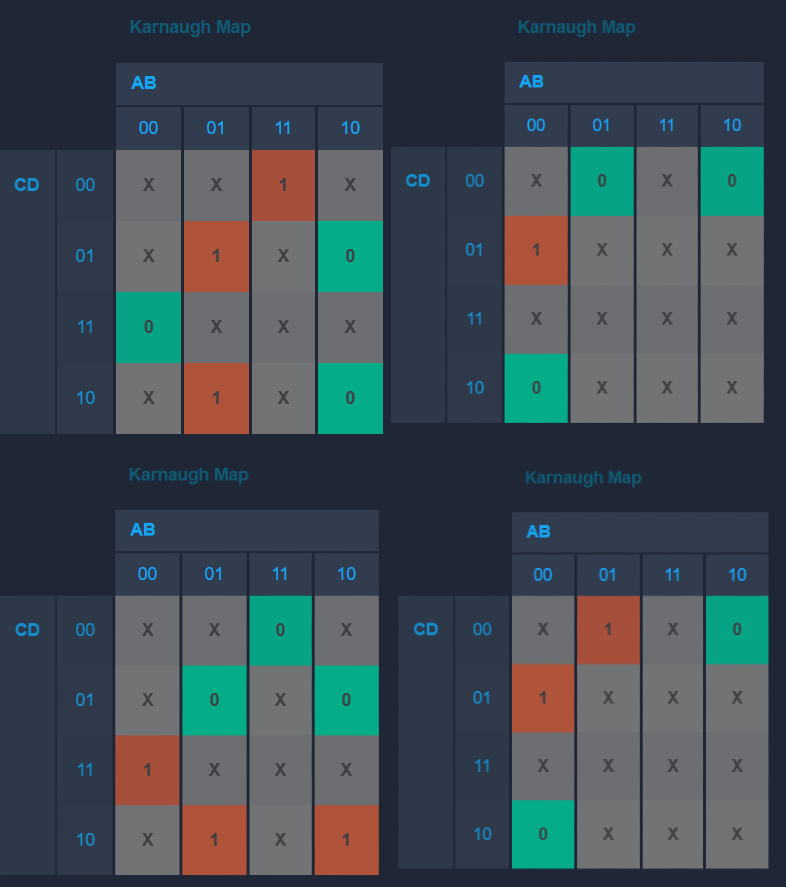 Karnaugh Map
AB
00 01 11 10
CD 00 X X 1 X
01 X 1 X 0
11 0 X X X
10 X 1 X 0
Karnaugh Map
AB
00 01 11 10
CD 00 X 0 X 0
01 1 X X X
11 X X X X
10 0 X X X
Karnaugh Map
AB
00 01 11 10
CD 00 X X 0 X
01 X 0 X 0
11 1 X X X
10 X 1 X 1
Karnaugh Map
AB
00 01 11 10
CD 00 X 1 X 0
01 1 X X X
11 X X X X
10 0 X X X